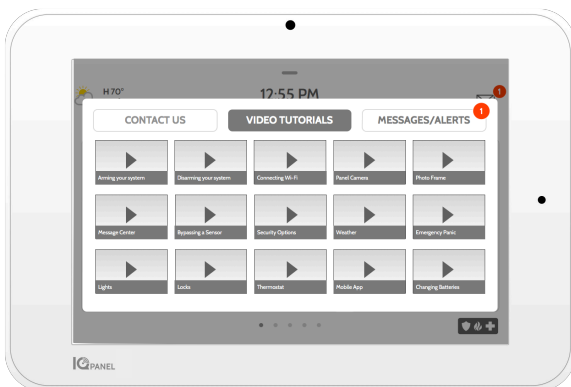 H 70°
12:55 PM
1
CONTACT US
VIDEO TUTORIALS
MESSAGES/ALERTS
1
Arming your system
Disarming your system
Connecting Wi-Fi
Panel Camera
Photo Frame
Message Center
Bypassing a Sensor
Security Options
Weather
Emergency Panic
Lights
Locks
Thermostat
Mobile App
Changing Batteries
IQ PANEL